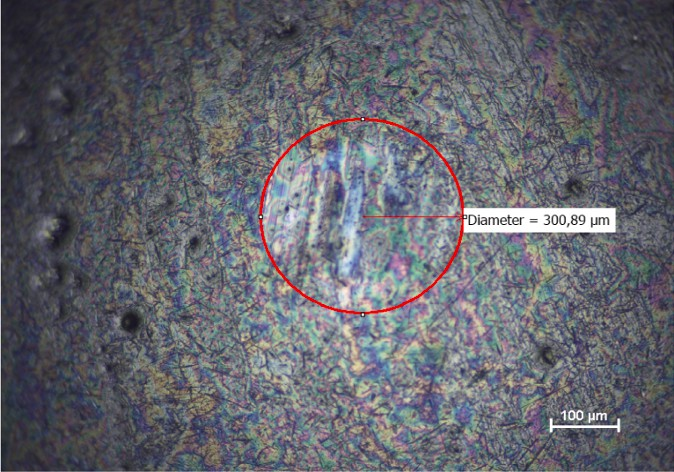 Diameter = 300,89 µm
100 µm